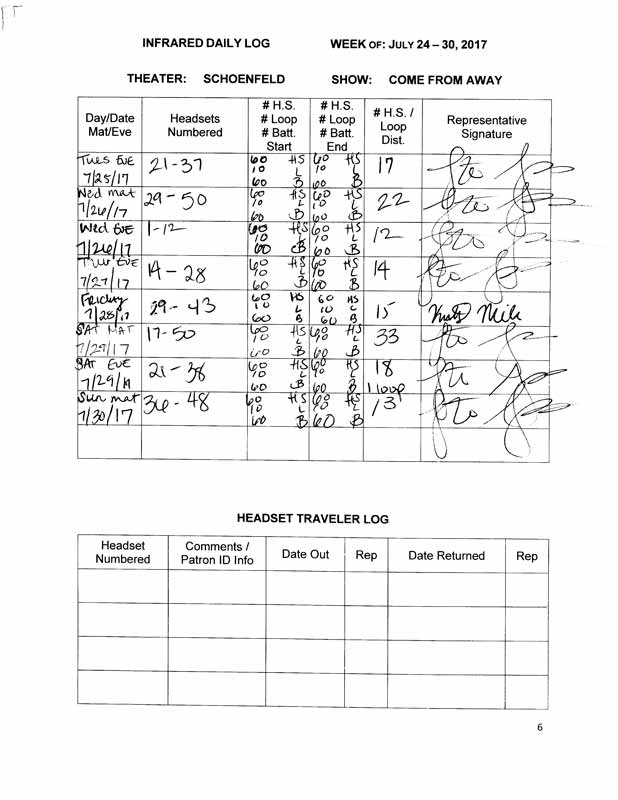 INFRARED DAILY LOG WEEK OF: JULY 24 – 30, 2017
THEATER: SCHOENFELD SHOW: COME FROM AWAY
Day/Date Mat/Eve Headsets Numbered # H.S. # Loop # Batt. Start # H.S. # Loop # Batt. End # H.S. / Loop Dist. Representative Signature
Tues Eve 7/25/17 21-37 60 HS 10 L 60 B 60 HS 10 L 60 B 17
Wed mat 7/26/17 29-50 60 HS 10 L 60 B 60 HS 10 L 60 B 22
Wed Eve 7/26/17 1-12 60 HS 10 L 60 B 60 HS 10 L 60 B 12
Thur Eve 7/27/17 14-28 60 HS 10 L 60 B 60 HS 10 L 60 B 14
Friday 7/28/17 29-43 60 HS 10 L 60 B 60 HS 10 L 60 B 15
SAT MAT 7/29/17 17-50 60 HS 10 L 60 B 60 HS 10 L 60 B 33
SAT EVE 7/29/17 21-38 60 HS 10 L 60 B 60 HS 10 L 60 B 18 1 loop
Sun mat 7/30/17 36-48 60 HS 10 L 60 B 60 HS 10 L 60 B 13
HEADSET TRAVELER LOG
Headset Numbered Comments / Patron ID Info Date Out Rep Date Returned Rep
6